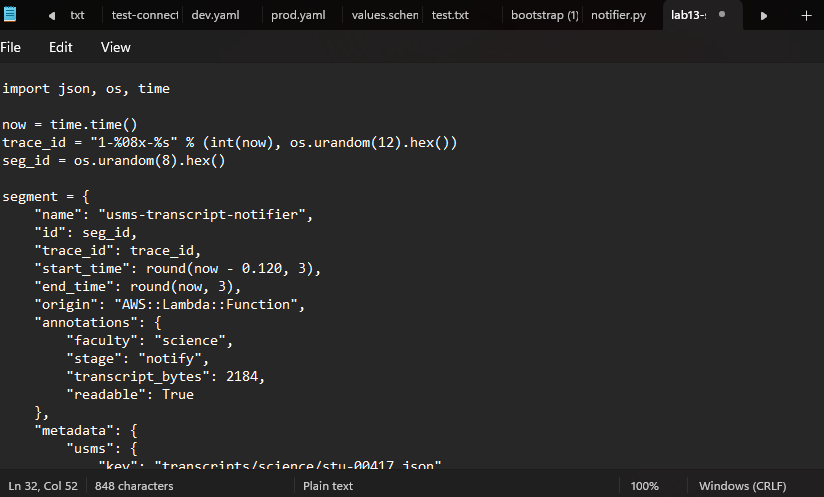 txt test-connect dev.yaml prod.yaml values.schen test.txt bootstrap (1) notifier.py lab13-s
File Edit View
import json, os, time
now = time.time()
trace_id = "1-%08x-%s" % (int(now), os.urandom(12).hex())
seg_id = os.urandom(8).hex()
segment = {
"name": "usms-transcript-notifier",
"id": seg_id,
"trace_id": trace_id,
"start_time": round(now - 0.120, 3),
"end_time": round(now, 3),
"origin": "AWS::Lambda::Function",
"annotations": {
"faculty": "science",
"stage": "notify",
"transcript_bytes": 2184,
"readable": True
},
"metadata": {
"usms": {
"key": "transcripts/science/stu-00417.json"
Ln 32, Col 52 848 characters Plain text 100% Windows (CRLF)